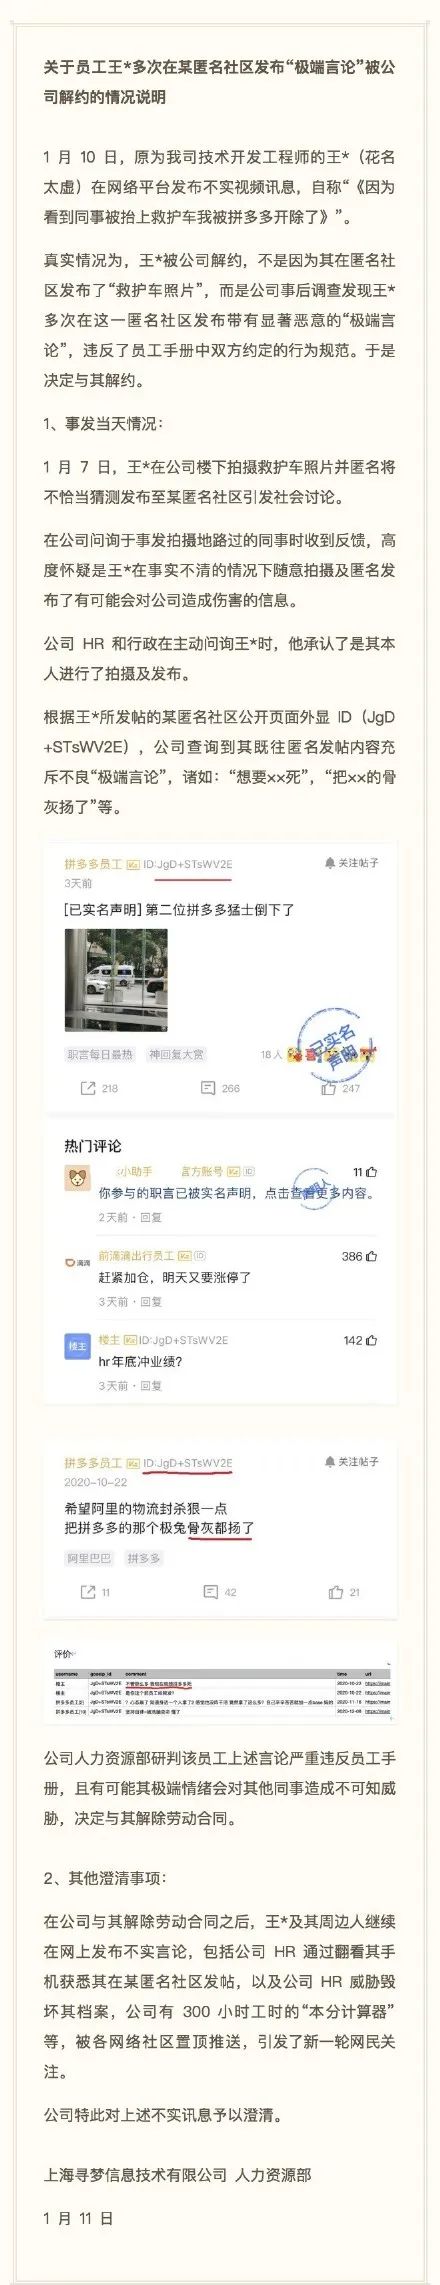 关于员工王*多次在某匿名社区发布“极端言论”被公
司解约的情况说明
1 月 10 日，原为我司技术开发工程师的王*（花名
太虚）在网络平台发布不实视频讯息，自称“《因为
看到同事被抬上救护车我被拼多多开除了》”。
真实情况为，王*被公司解约，不是因为其在匿名社
区发布了“救护车照片”，而是公司事后调查发现王*
多次在这一匿名社区发布带有显著恶意的“极端言
论”，违反了员工手册中双方约定的行为规范。于是
决定与其解约。
1、事发当天情况：
1 月 7 日，王*在公司楼下拍摄救护车照片并匿名将
不恰当猜测发布至某匿名社区引发社会讨论。
在公司问询于事发拍摄地路过的同事时收到反馈，高
度怀疑是王*在事实不清的情况下随意拍摄及匿名发
布了有可能会对公司造成伤害的信息。
公司 HR 和行政在主动问询王*时，他承认了是其本
人进行了拍摄及发布。
根据王*所发帖的某匿名社区公开页面外显 ID（JgD
+STsWV2E），公司查询到其既往匿名发帖内容充
斥不良“极端言论”，诸如：“想要××死”，“把××的骨
灰扬了”等。
拼多多员工 ID:JgD+STsWV2E 关注帖子
3天前
[已实名声明] 第二位拼多多猛士倒下了
职言每日最热 神回复大赏 18人
已实名声明
218 266 247
热门评论
小助手 官方账号 ID 11
你参与的职言已被实名声明，点击查看更多内容。
2天前 · 回复
滴滴 前滴滴出行员工 ID 386
赶紧加仓，明天又要涨停了
3天前 · 回复
楼主 楼主 ID:JgD+STsWV2E 142
hr年底冲业绩？
3天前 · 回复
拼多多员工 ID:JgD+STsWV2E 关注帖子
2020-10-22
希望阿里的物流封杀狠一点
把拼多多的那个极兔骨灰都扬了
阿里巴巴 拼多多
11 42 21
评价
username gossip_id comment time url
楼主 JgD+STsWV2E 2020-10-23
楼主 JgD+STsWV2E 2020-10-22
JgD+STsWV2E 2020-11-16
JgD+STsWV2E 2020-12-08
公司人力资源部研判该员工上述言论严重违反员工手
册，且有可能其极端情绪会对其他同事造成不可知威
胁，决定与其解除劳动合同。
2、其他澄清事项：
在公司与其解除劳动合同之后，王*及其周边人继续
在网上发布不实言论，包括公司 HR 通过翻看其手
机获悉其在某匿名社区发帖，以及公司 HR 威胁毁
坏其档案，公司有 300 小时工时的“本分计算器”
等，被各网络社区置顶推送，引发了新一轮网民关
注。
公司特此对上述不实讯息予以澄清。
上海寻梦信息技术有限公司 人力资源部
1 月 11 日